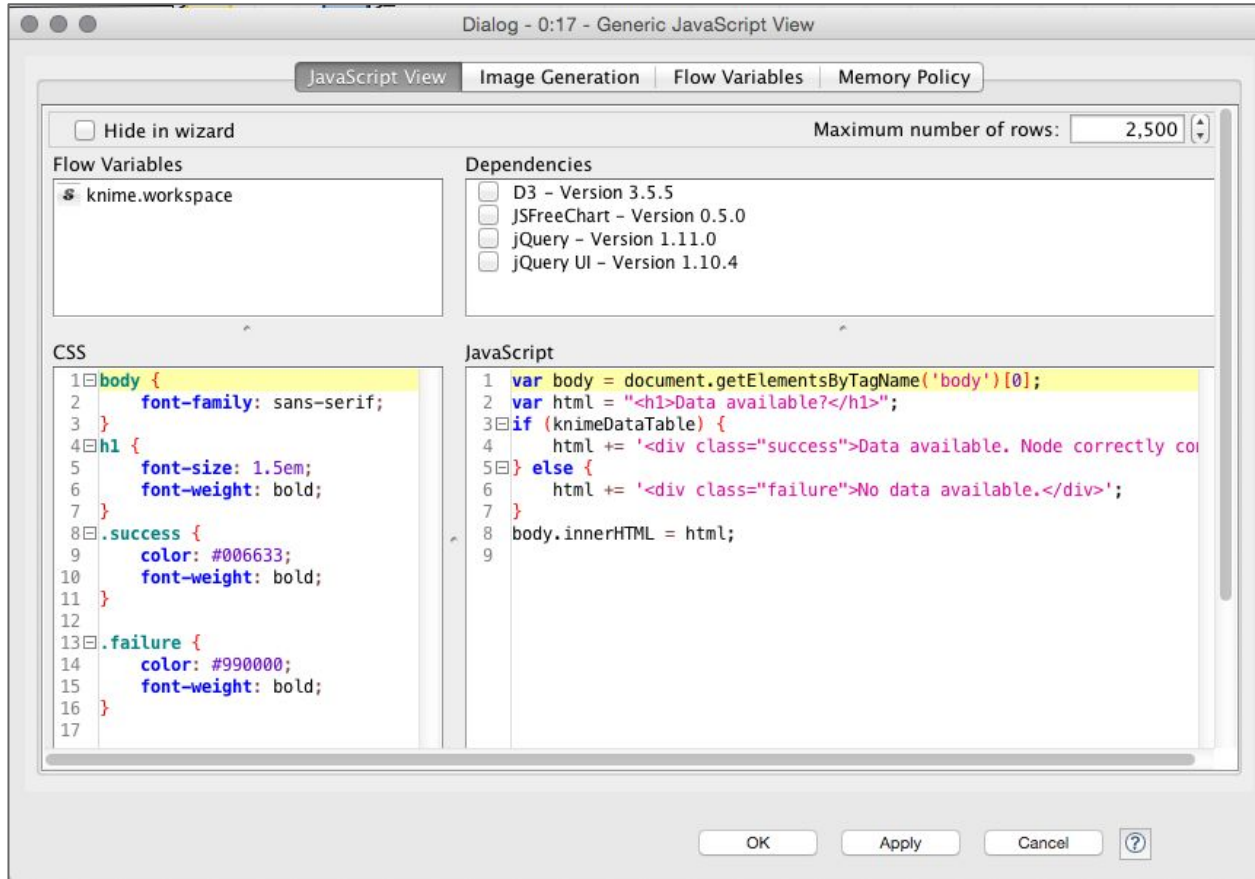 Dialog - 0:17 - Generic JavaScript View
JavaScript View Image Generation Flow Variables Memory Policy
Hide in wizard Maximum number of rows: 2,500
Flow Variables
s knime.workspace
Dependencies
D3 – Version 3.5.5
JSFreeChart – Version 0.5.0
jQuery – Version 1.11.0
jQuery UI – Version 1.10.4
CSS
1 body {
2     font-family: sans-serif;
3 }
4 h1 {
5     font-size: 1.5em;
6     font-weight: bold;
7 }
8 .success {
9     color: #006633;
10     font-weight: bold;
11 }
12
13 .failure {
14     color: #990000;
15     font-weight: bold;
16 }
17
JavaScript
1 var body = document.getElementsByTagName('body')[0];
2 var html = "<h1>Data available?</h1>";
3 if (knimeDataTable) {
4     html += '<div class="success">Data available. Node correctly
5 } else {
6     html += '<div class="failure">No data available.</div>';
7 }
8 body.innerHTML = html;
9
OK Apply Cancel ?